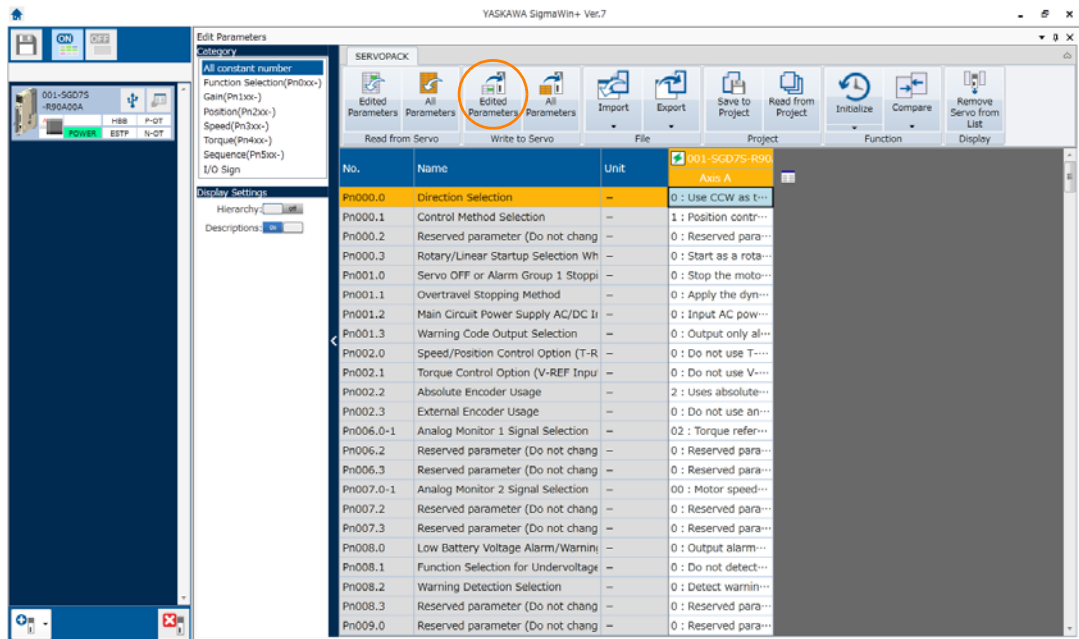 YASKAWA SigmaWin+ Ver.7
ON
OFF
001-SGD7S
-R90A00A
HBB P-OT
POWER ESTP N-OT
Edit Parameters
Category
All constant number
Function Selection(Pn0xx-)
Gain(Pn1xx-)
Position(Pn2xx-)
Speed(Pn3xx-)
Torque(Pn4xx-)
Sequence(Pn5xx-)
I/O Sign
Display Settings
Hierarchy: off
Descriptions: on
SERVOPACK
Edited Parameters
All Parameters
Read from Servo
Edited Parameters
All Parameters
Write to Servo
Import
Export
File
Save to Project
Read from Project
Project
Initialize
Compare
Function
Remove Servo from List
Display
No. Name Unit 001-SGD7S-R90
Axis A
Pn000.0 Direction Selection – 0 : Use CCW as t···
Pn000.1 Control Method Selection – 1 : Position contr···
Pn000.2 Reserved parameter (Do not chang – 0 : Reserved para···
Pn000.3 Rotary/Linear Startup Selection Wh – 0 : Start as a rota···
Pn001.0 Servo OFF or Alarm Group 1 Stoppi – 0 : Stop the moto···
Pn001.1 Overtravel Stopping Method – 0 : Apply the dyn···
Pn001.2 Main Circuit Power Supply AC/DC In – 0 : Input AC pow···
Pn001.3 Warning Code Output Selection – 0 : Output only al···
Pn002.0 Speed/Position Control Option (T-R – 0 : Do not use T-···
Pn002.1 Torque Control Option (V-REF Input – 0 : Do not use V-···
Pn002.2 Absolute Encoder Usage – 2 : Uses absolute···
Pn002.3 External Encoder Usage – 0 : Do not use an···
Pn006.0-1 Analog Monitor 1 Signal Selection – 02 : Torque refer···
Pn006.2 Reserved parameter (Do not chang – 0 : Reserved para···
Pn006.3 Reserved parameter (Do not chang – 0 : Reserved para···
Pn007.0-1 Analog Monitor 2 Signal Selection – 00 : Motor speed···
Pn007.2 Reserved parameter (Do not chang – 0 : Reserved para···
Pn007.3 Reserved parameter (Do not chang – 0 : Reserved para···
Pn008.0 Low Battery Voltage Alarm/Warning – 0 : Output alarm···
Pn008.1 Function Selection for Undervoltage – 0 : Do not detect···
Pn008.2 Warning Detection Selection – 0 : Detect warnin···
Pn008.3 Reserved parameter (Do not chang – 0 : Reserved para···
Pn009.0 Reserved parameter (Do not chang – 0 : Reserved para···